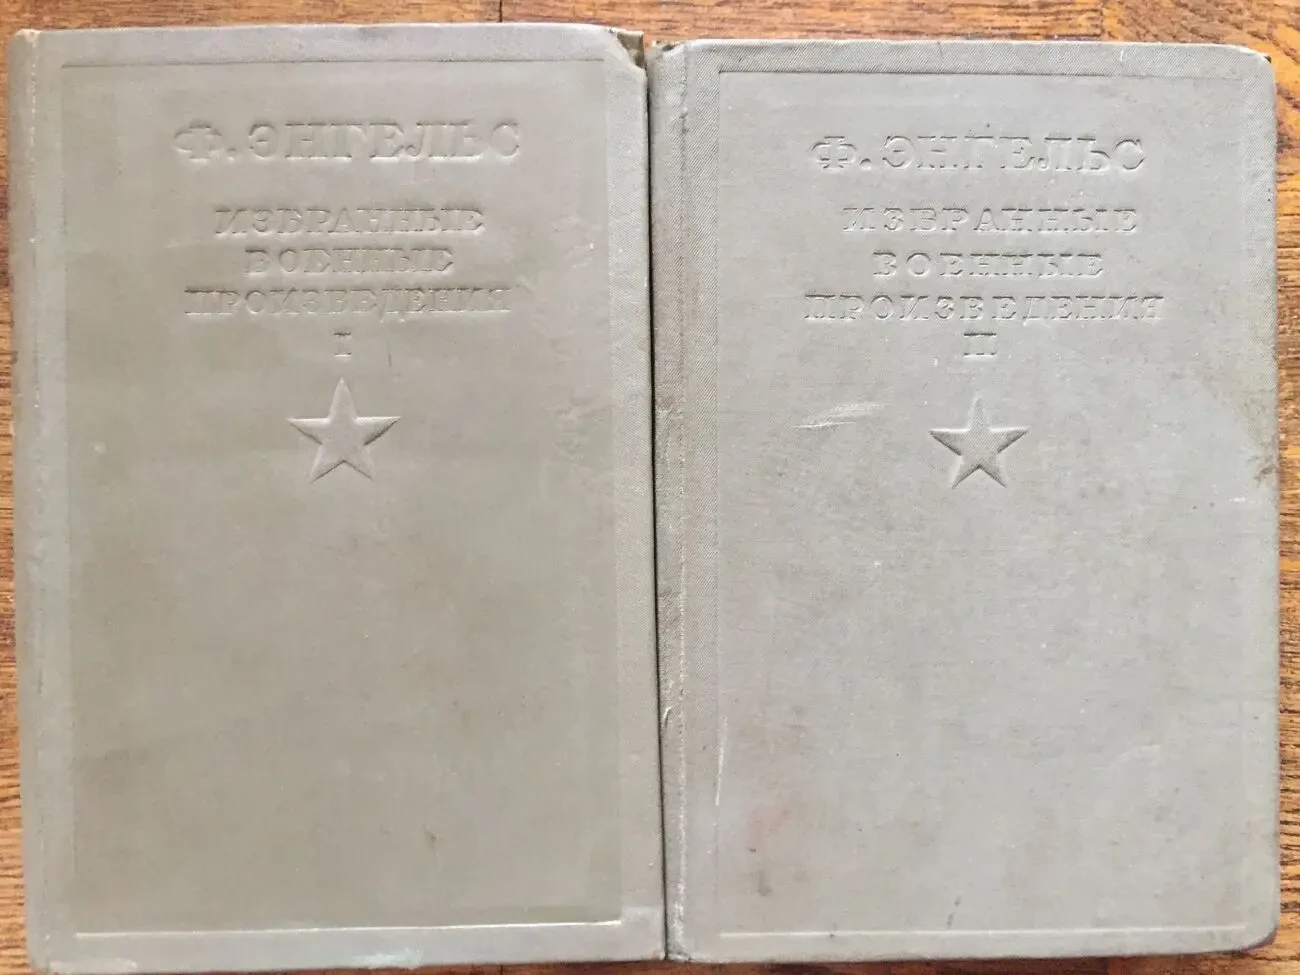 Ф. ЭНГЕЛЬС
ИЗБРАННЫЕ
ВОЕННЫЕ
ПРОИЗВЕДЕНИЯ
I
Ф. ЭНГЕЛЬС
ИЗБРАННЫЕ
ВОЕННЫЕ
ПРОИЗВЕДЕНИЯ
II